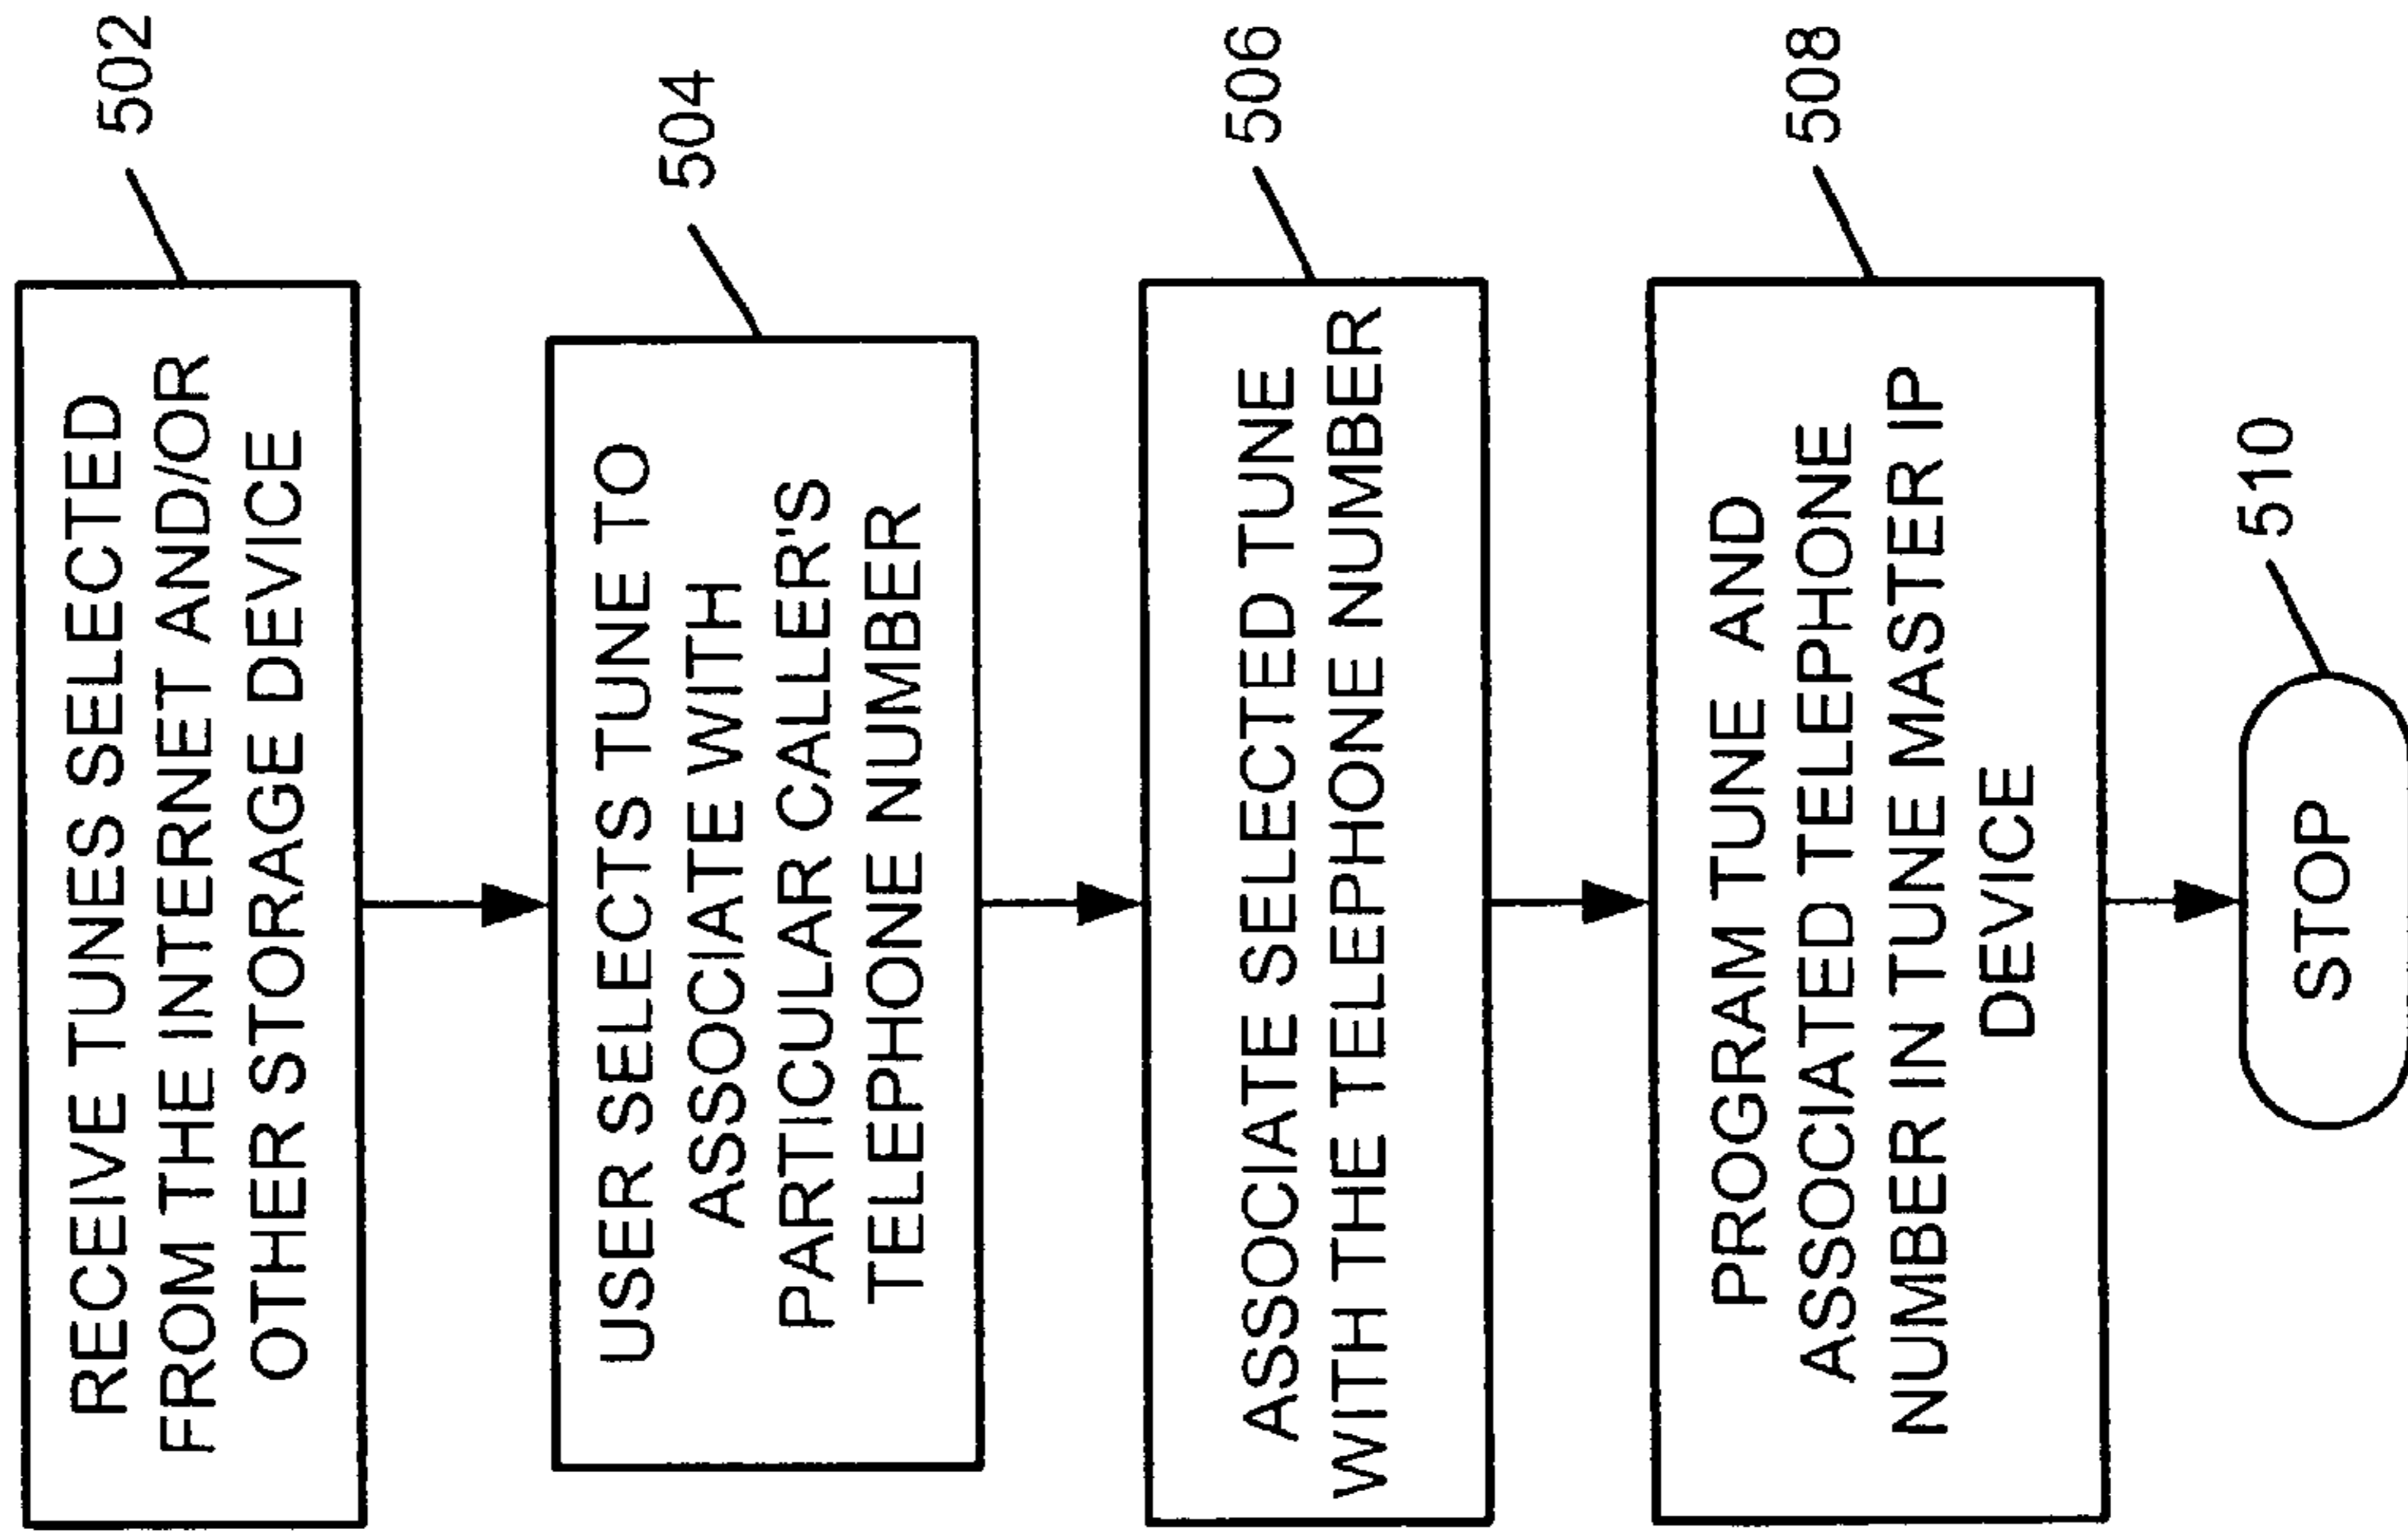 RECEIVE TUNES SELECTED
FROM THE INTERNET AND/OR
OTHER STORAGE DEVICE
502
USER SELECTS TUNE TO
ASSOCIATE WITH
PARTICULAR CALLER'S
TELEPHONE NUMBER
504
ASSOCIATE SELECTED TUNE
WITH THE TELEPHONE NUMBER
506
PROGRAM TUNE AND
ASSOCIATED TELEPHONE
NUMBER IN TUNE MASTER IP
DEVICE
508
STOP
510